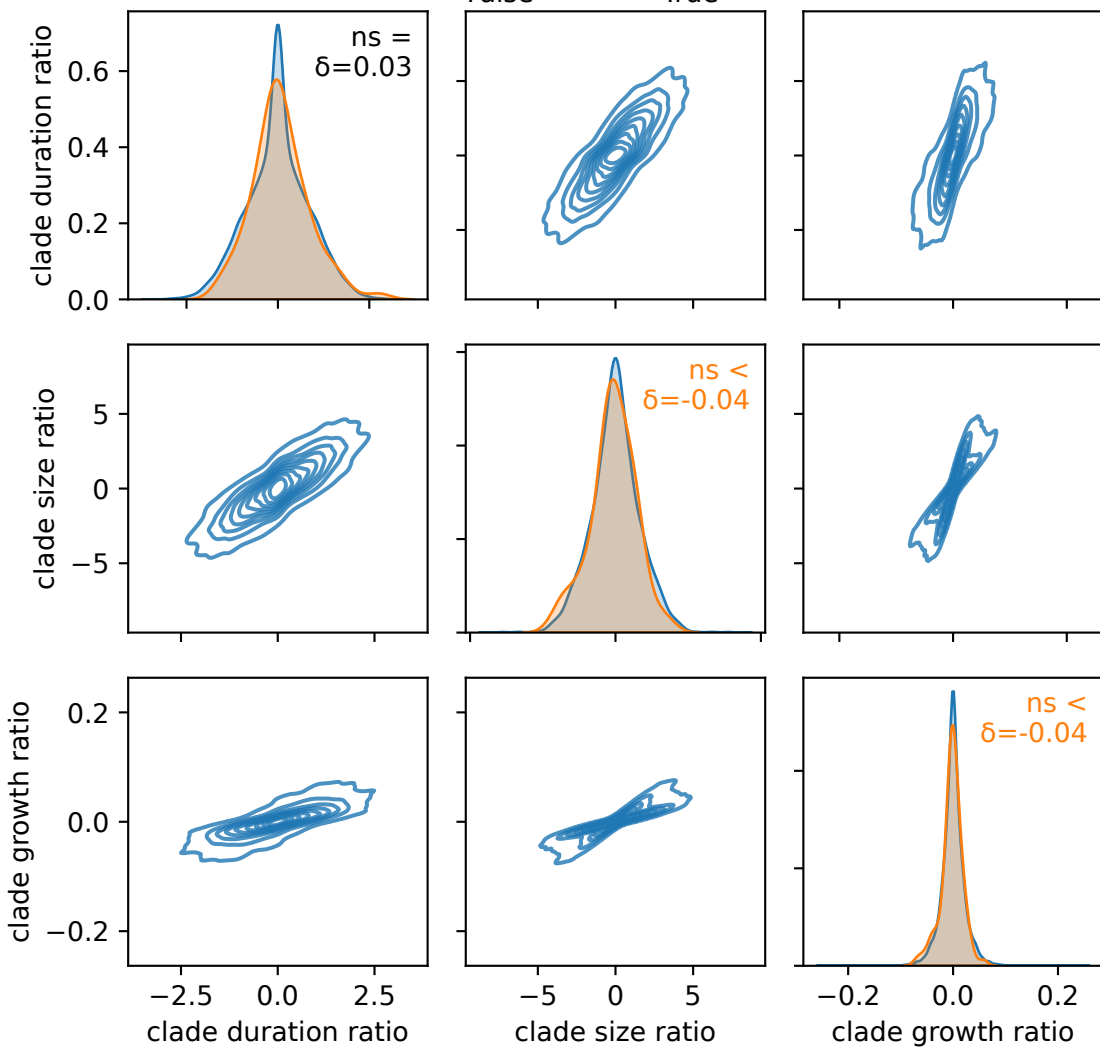 False True
ns =
δ=0.03
clade duration ratio
0.6
0.4
0.2
0.0
ns <
δ=-0.04
clade size ratio
5
0
−5
ns <
δ=-0.04
clade growth ratio
0.2
0.0
−0.2
−2.5 0.0 2.5
−5 0 5
−0.2 0.0 0.2
clade duration ratio
clade size ratio
clade growth ratio